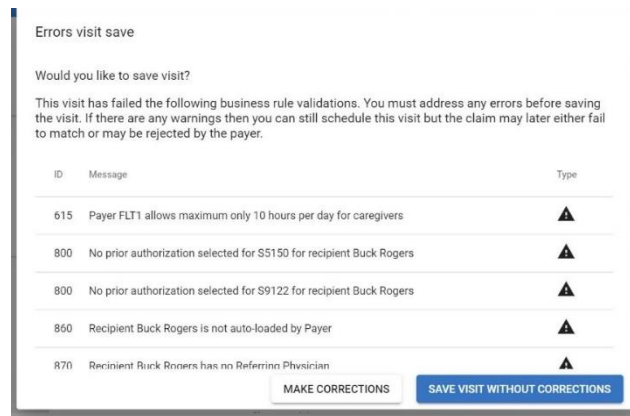 Errors visit save
Would you like to save visit?
This visit has failed the following business rule validations. You must address any errors before saving
the visit. If there are any warnings then you can still schedule this visit but the claim may later either fail
to match or may be rejected by the payer.
ID Message Type
615 Payer FLT1 allows maximum only 10 hours per day for caregivers
800 No prior authorization selected for S5150 for recipient Buck Rogers
800 No prior authorization selected for S9122 for recipient Buck Rogers
860 Recipient Buck Rogers is not auto-loaded by Payer
870 Recipient Buck Rogers has no Referring Physician
MAKE CORRECTIONS SAVE VISIT WITHOUT CORRECTIONS